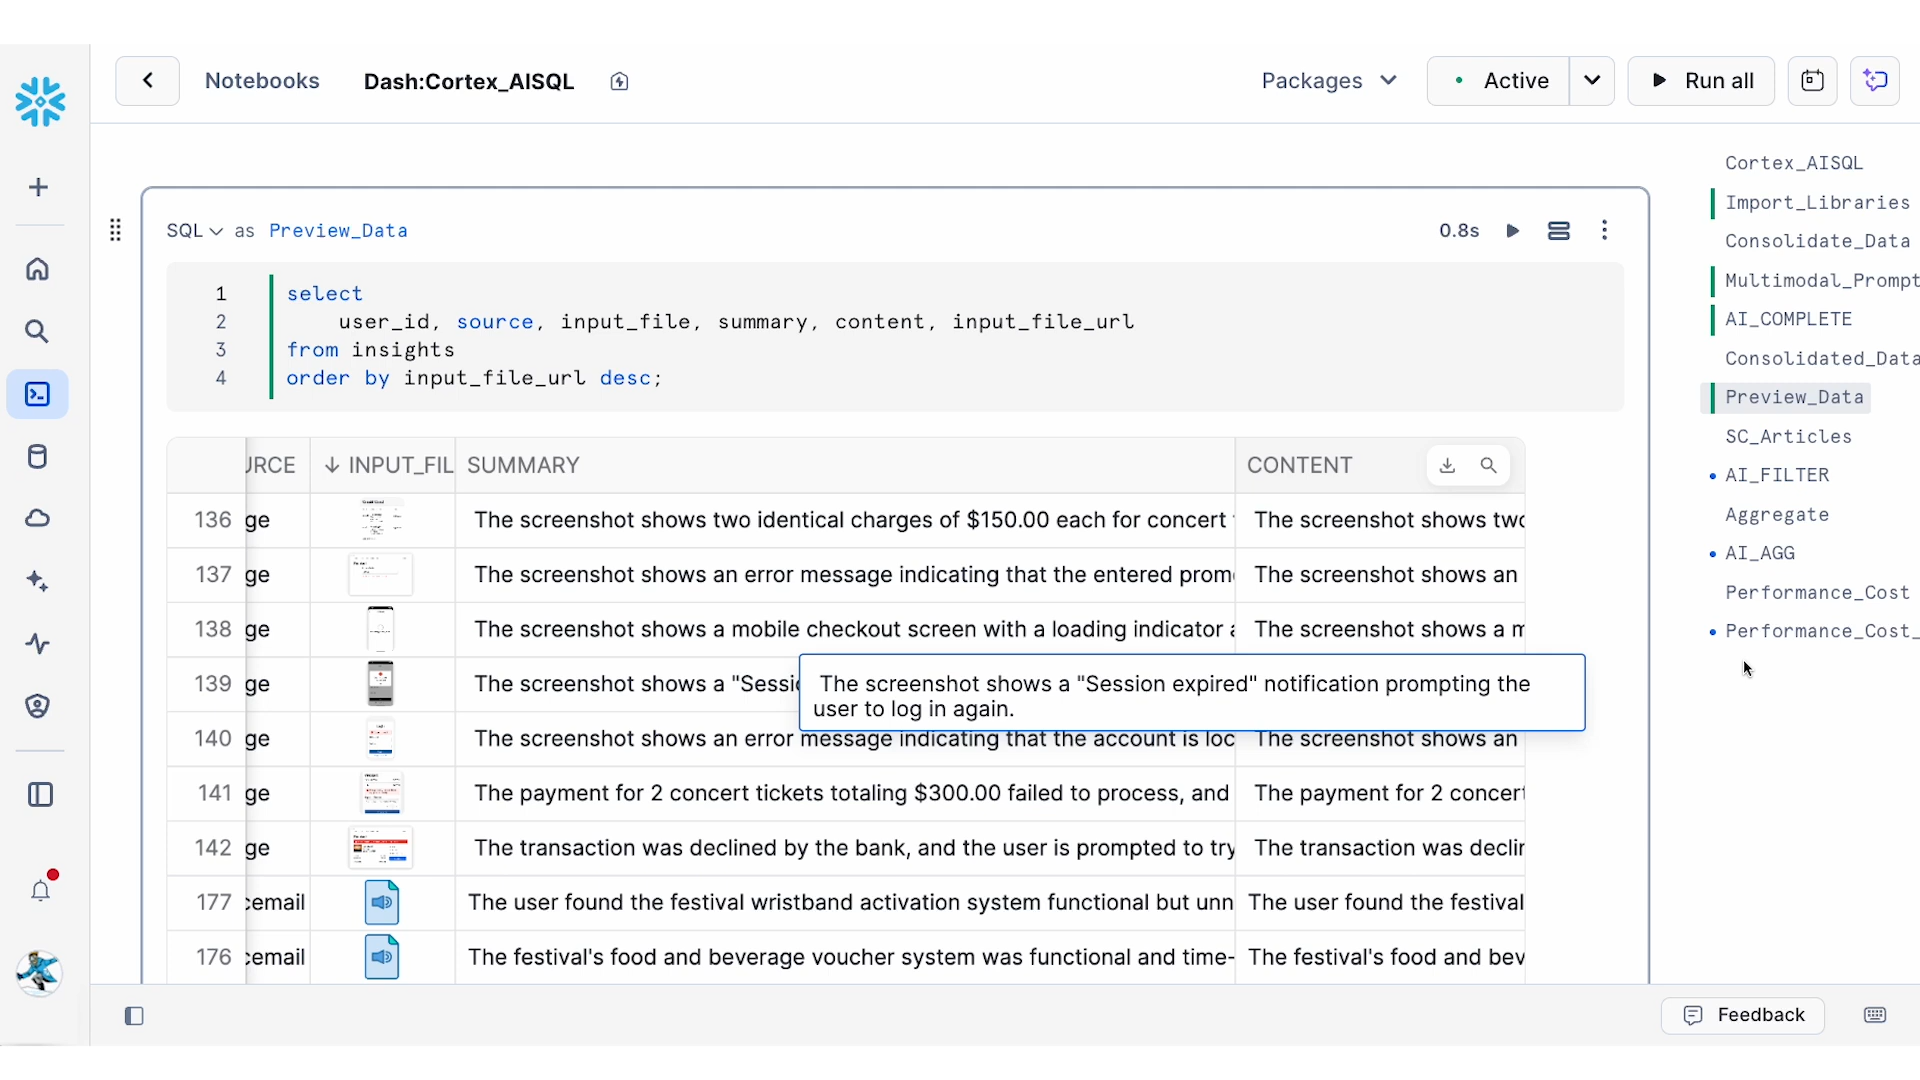 Notebooks
Dash:Cortex_AISQL
Packages
Active
Run all
SQL as Preview_Data
0.8s
1 select
2 user_id, source, input_file, summary, content, input_file_url
3 from insights
4 order by input_file_url desc;
URCE INPUT_FIL SUMMARY CONTENT
136 ge The screenshot shows two identical charges of $150.00 each for concert The screenshot shows two
137 ge The screenshot shows an error message indicating that the entered prom The screenshot shows an
138 ge The screenshot shows a mobile checkout screen with a loading indicator a The screenshot shows a m
139 ge The screenshot shows a "Sessio
The screenshot shows a "Session expired" notification prompting the
user to log in again.
140 ge The screenshot shows an error message indicating that the account is loc The screenshot shows an
141 ge The payment for 2 concert tickets totaling $300.00 failed to process, and The payment for 2 concert
142 ge The transaction was declined by the bank, and the user is prompted to try The transaction was declin
177 cemail The user found the festival wristband activation system functional but unn The user found the festival
176 cemail The festival's food and beverage voucher system was functional and time- The festival's food and bev
Cortex_AISQL
Import_Libraries
Consolidate_Data
Multimodal_Prompt
AI_COMPLETE
Consolidated_Data
Preview_Data
SC_Articles
AI_FILTER
Aggregate
AI_AGG
Performance_Cost
Performance_Cost_
Feedback